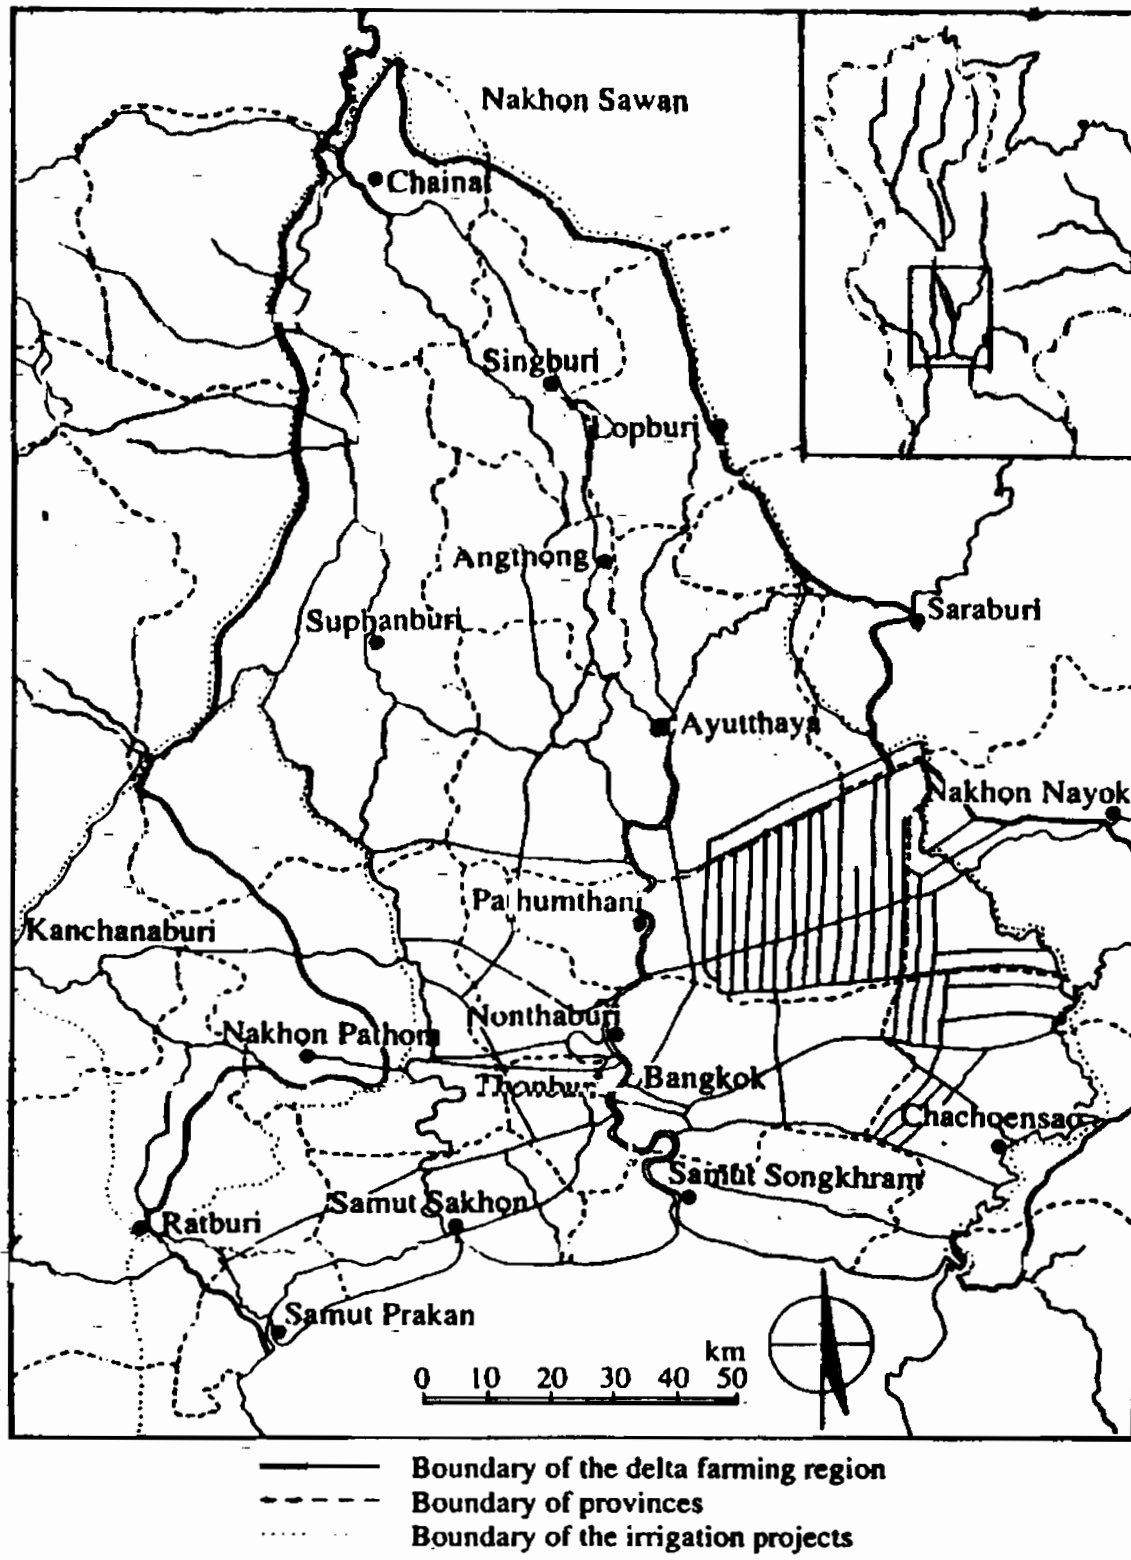 Nakhon Sawan
Chainat
Singburi
Lopburi
Angthong
Suphanburi
Saraburi
Ayutthaya
Nakhon Nayok
Pathumthani
Kanchanaburi
Nonthaburi
Nakhon Pathom
Thonburi
Bangkok
Chachoensao
Samut Songkhram
Samut Sakhon
Ratburi
Samut Prakan
km
0 10 20 30 40 50
Boundary of the delta farming region
Boundary of provinces
Boundary of the irrigation projects